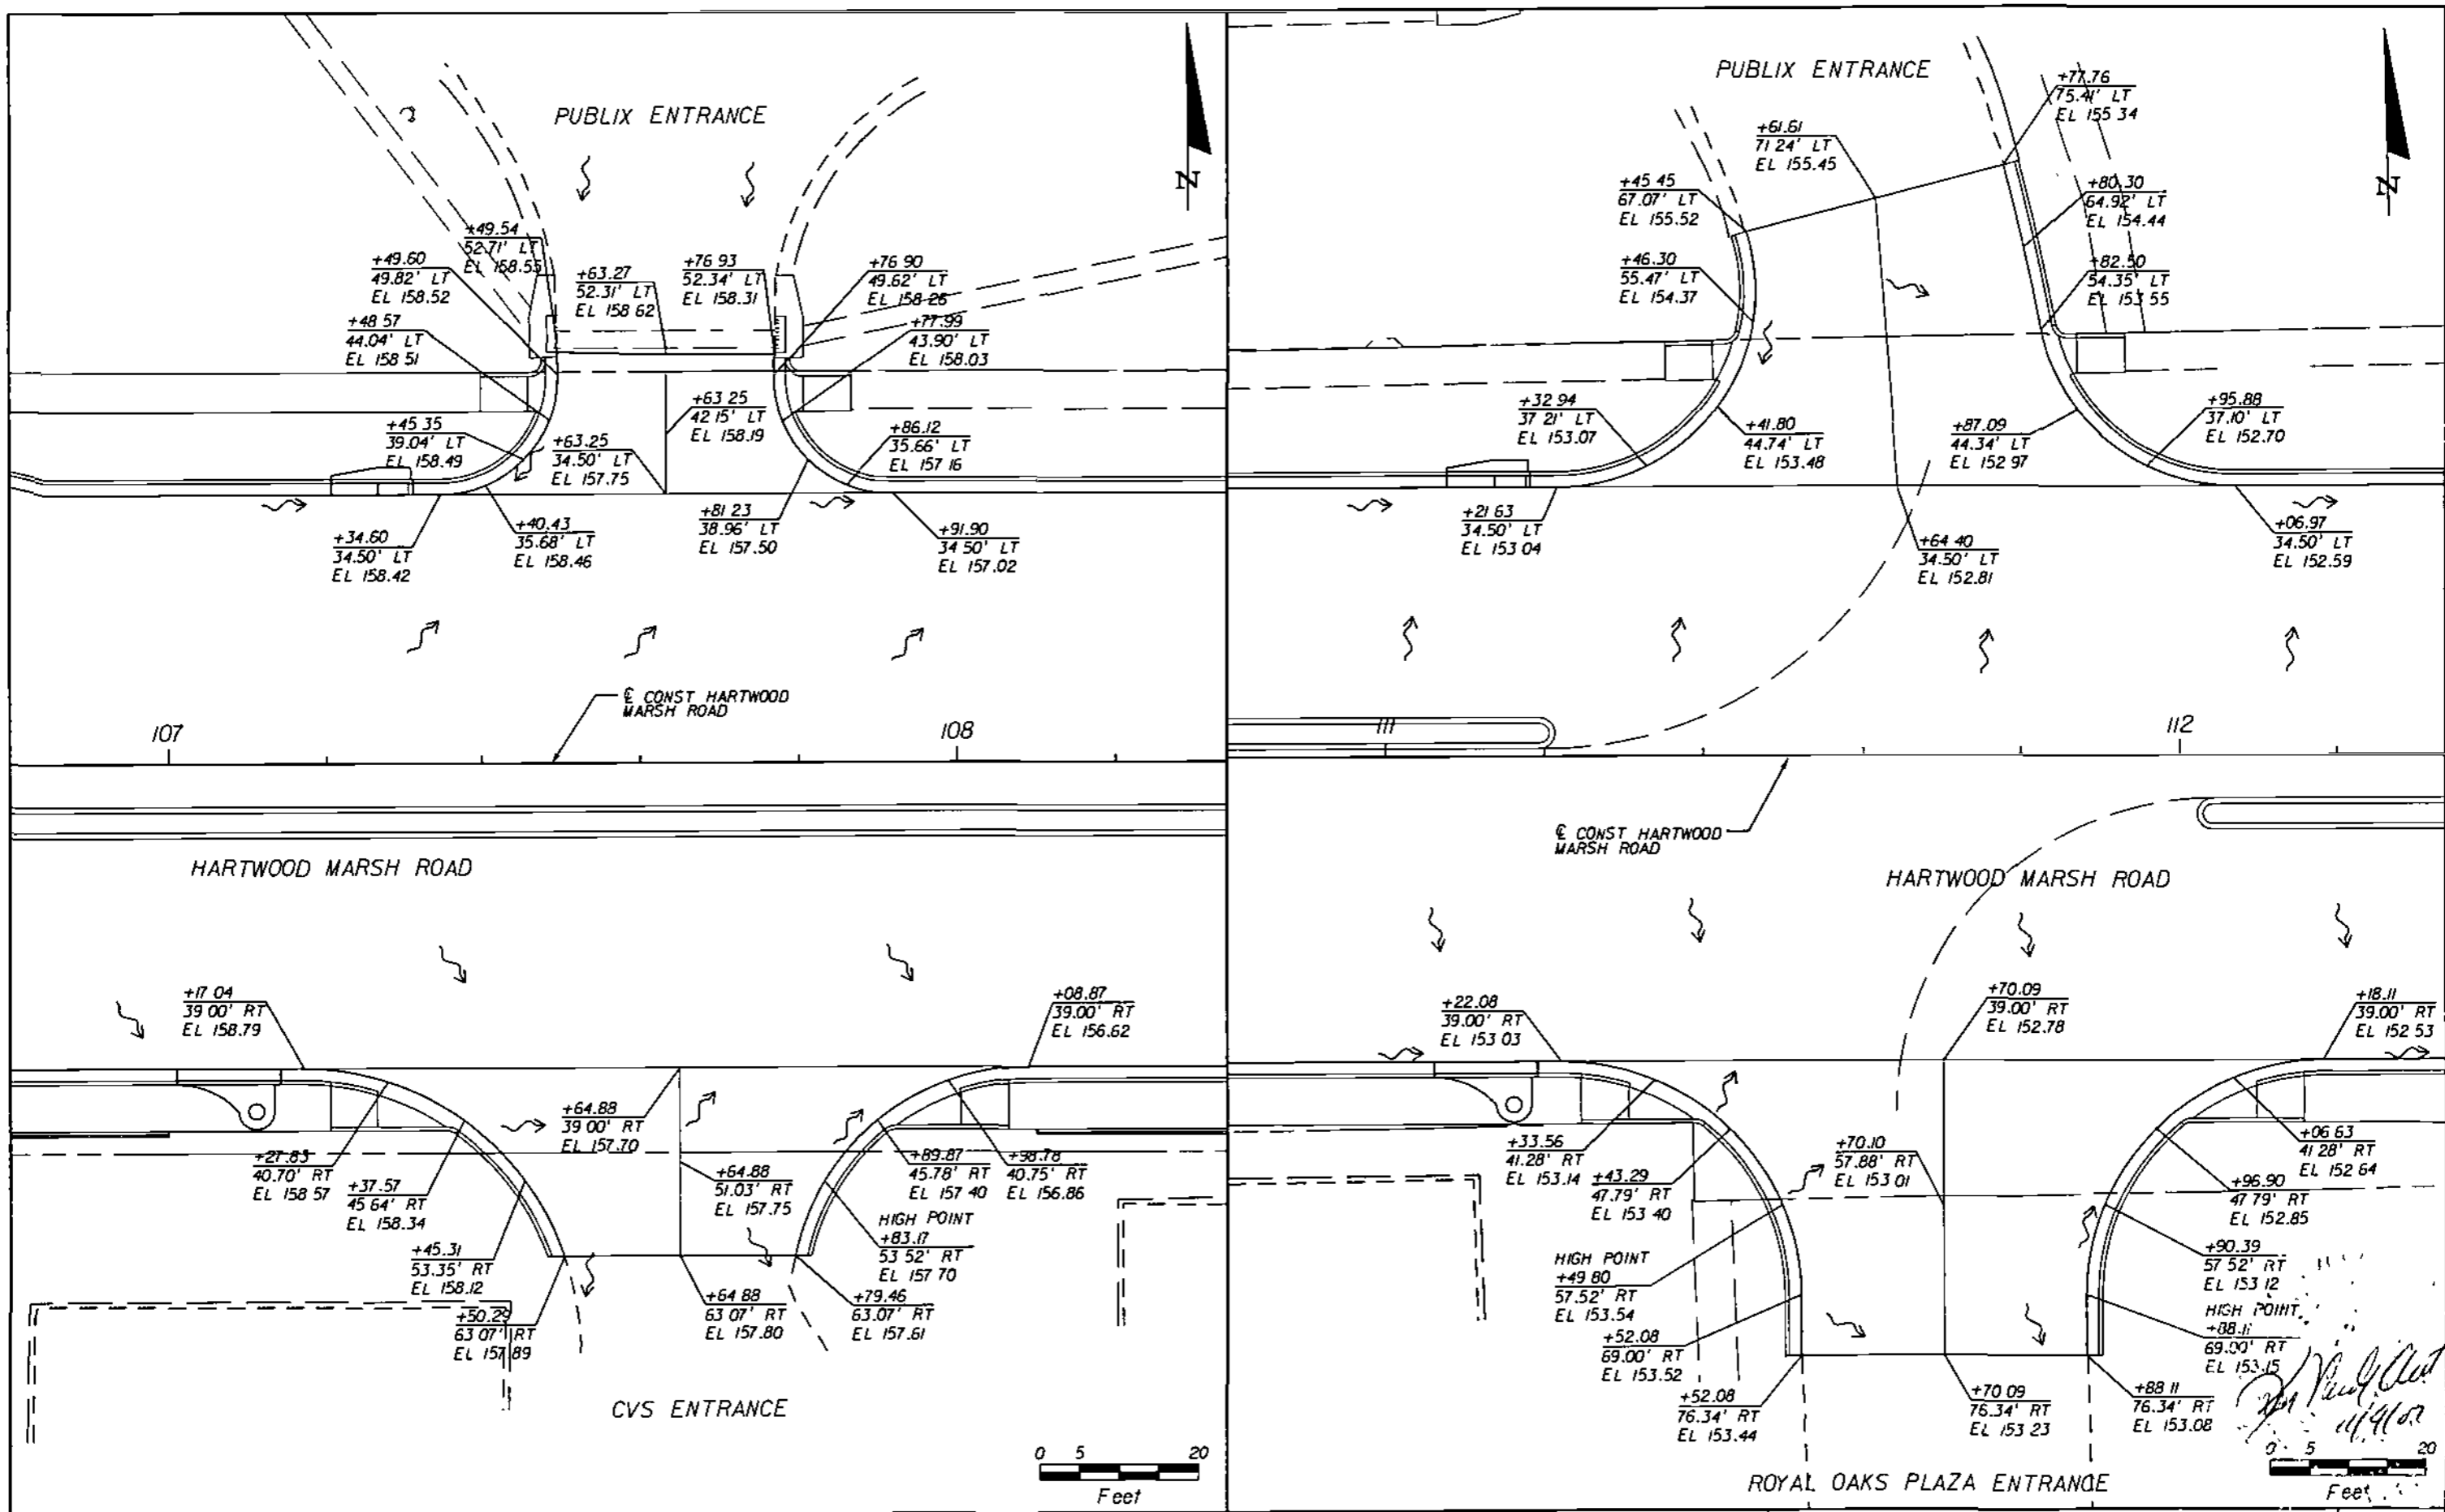 PUBLIX ENTRANCE
N
+49.54
52.71' LT
EL 158.55
+49.60
49.82' LT
EL 158.52
+63.27
52.31' LT
EL 158 62
+76 93
52.34' LT
EL 158.31
+76 90
49.62' LT
EL 158.26
+48 57
44.04' LT
EL 158 51
+77.99
43.90' LT
EL 158.03
+45 35
39.04' LT
EL 158.49
+63 25
42 15' LT
EL 158.19
+63.25
34.50' LT
EL 157.75
+86.12
35.66' LT
EL 157 16
+34.60
34.50' LT
EL 158.42
+40.43
35.68' LT
EL 158.46
+81 23
38.96' LT
EL 157.50
+91.90
34 50' LT
EL 157.02
℄ CONST HARTWOOD
MARSH ROAD
107
108
HARTWOOD MARSH ROAD
+17 04
39 00' RT
EL 158.79
+08.87
39.00' RT
EL 156.62
+64.88
39 00' RT
EL 157.70
+27.83
40.70' RT
EL 158 57
+37.57
45 64' RT
EL 158.34
+64.88
51.03' RT
EL 157.75
+89.87
45.78' RT
EL 157 40
+98.78
40.75' RT
EL 156.86
HIGH POINT
+83.17
53 52' RT
EL 157 70
+45.31
53.35' RT
EL 158.12
+50.29
63 07' RT
EL 157.89
+64 88
63 07' RT
EL 157.80
+79.46
63.07' RT
EL 157.61
CVS ENTRANCE
0 5 20
Feet
PUBLIX ENTRANCE
N
+77.76
75.41' LT
EL 155 34
+61.61
71 24' LT
EL 155.45
+45 45
67.07' LT
EL 155.52
+80.30
64.92' LT
EL 154.44
+46.30
55.47' LT
EL 154.37
+82.50
54.35' LT
EL 153 55
+32.94
37 21' LT
EL 153.07
+41.80
44.74' LT
EL 153.48
+87.09
44.34' LT
EL 152 97
+95.88
37.10' LT
EL 152.70
+21 63
34.50' LT
EL 153 04
+64 40
34.50' LT
EL 152.81
+06.97
34.50' LT
EL 152.59
111
112
℄ CONST HARTWOOD
MARSH ROAD
HARTWOOD MARSH ROAD
+22.08
39.00' RT
EL 153 03
+70.09
39.00' RT
EL 152.78
+18.11
39.00' RT
EL 152 53
+33.56
41.28' RT
EL 153.14
+43.29
47.79' RT
EL 153 40
+70.10
57.88' RT
EL 153 01
+06 63
41 28' RT
EL 152 64
+96.90
47 79' RT
EL 152.85
HIGH POINT
+49 80
57.52' RT
EL 153.54
+90.39
57 52' RT
EL 153 12
HIGH POINT
+88.11
69.00' RT
EL 153.15
+52.08
69.00' RT
EL 153.52
+52.08
76.34' RT
EL 153.44
+70 09
76.34' RT
EL 153 23
+88 11
76.34' RT
EL 153.08
ROYAL OAKS PLAZA ENTRANCE
0 5 20
Feet